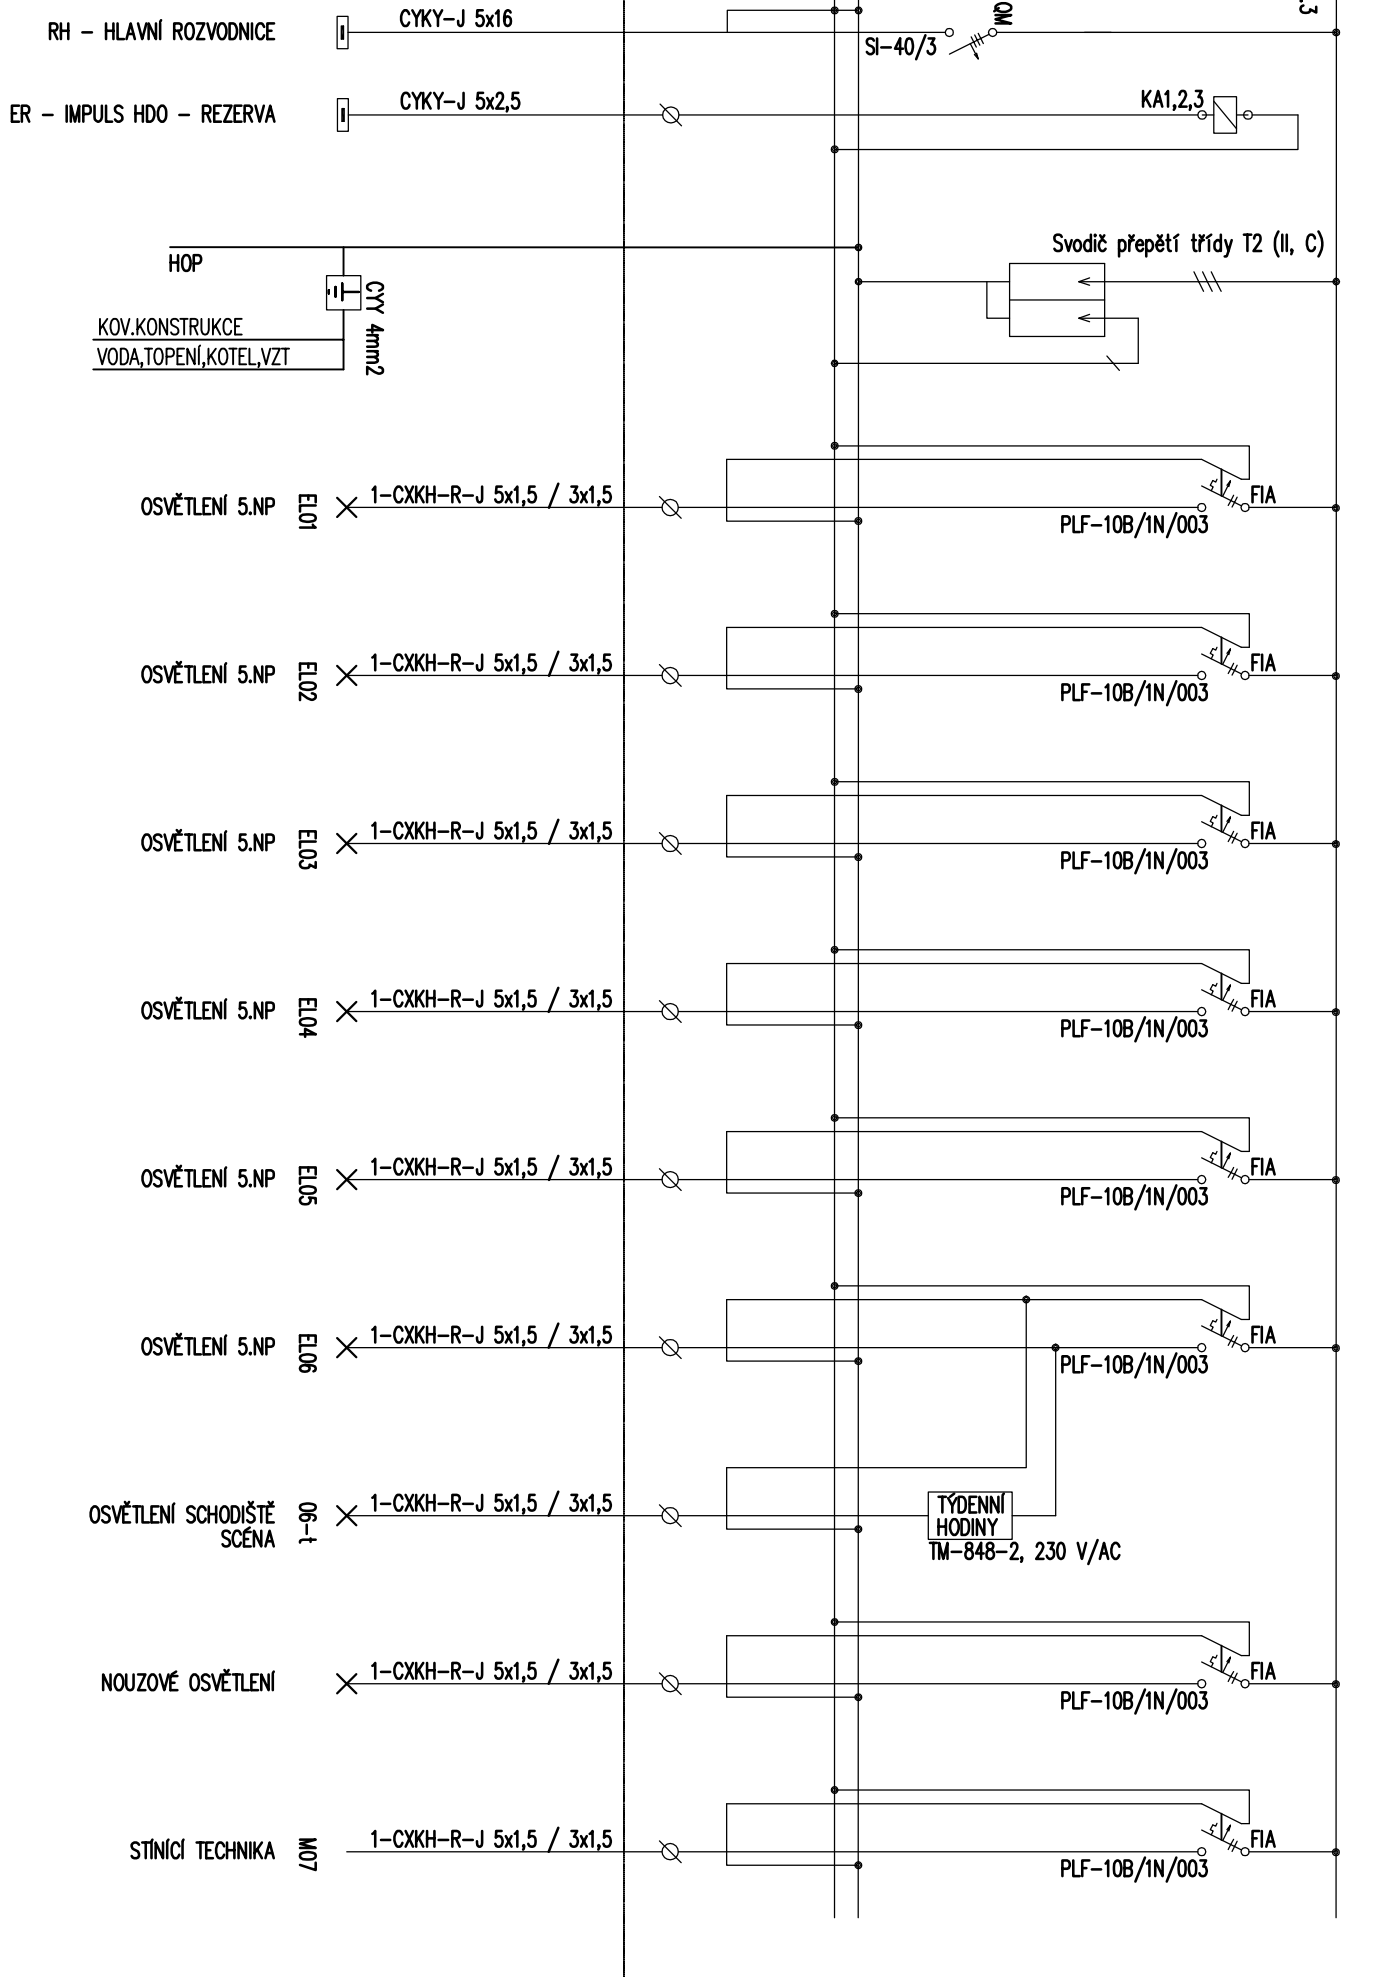 QM
.3
RH – HLAVNÍ ROZVODNICE
CYKY-J 5x16
SI-40/3
ER – IMPULS HDO – REZERVA
CYKY-J 5x2,5
KA1,2,3
HOP
Svodič přepětí třídy T2 (II, C)
CYY 4mm2
KOV.KONSTRUKCE
VODA,TOPENÍ,KOTEL,VZT
OSVĚTLENÍ 5.NP
EL01
1-CXKH-R-J 5x1,5 / 3x1,5
FIA
PLF-10B/1N/003
OSVĚTLENÍ 5.NP
EL02
1-CXKH-R-J 5x1,5 / 3x1,5
FIA
PLF-10B/1N/003
OSVĚTLENÍ 5.NP
EL03
1-CXKH-R-J 5x1,5 / 3x1,5
FIA
PLF-10B/1N/003
OSVĚTLENÍ 5.NP
EL04
1-CXKH-R-J 5x1,5 / 3x1,5
FIA
PLF-10B/1N/003
OSVĚTLENÍ 5.NP
EL05
1-CXKH-R-J 5x1,5 / 3x1,5
FIA
PLF-10B/1N/003
OSVĚTLENÍ 5.NP
EL06
1-CXKH-R-J 5x1,5 / 3x1,5
FIA
PLF-10B/1N/003
OSVĚTLENÍ SCHODIŠTĚ
SCÉNA
06-t
1-CXKH-R-J 5x1,5 / 3x1,5
TÝDENNÍ
HODINY
TM-848-2, 230 V/AC
NOUZOVÉ OSVĚTLENÍ
1-CXKH-R-J 5x1,5 / 3x1,5
FIA
PLF-10B/1N/003
STÍNÍCÍ TECHNIKA
M07
1-CXKH-R-J 5x1,5 / 3x1,5
FIA
PLF-10B/1N/003